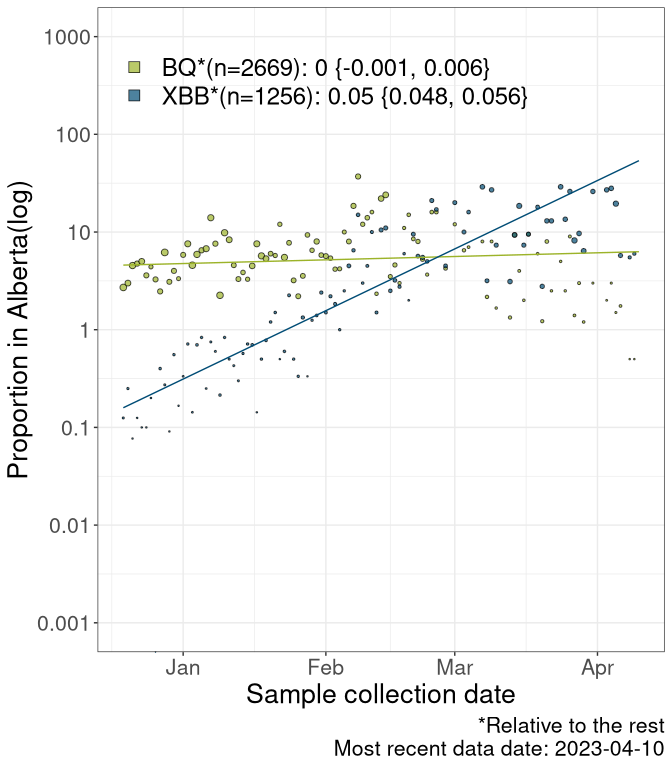 1000
BQ*(n=2669): 0 {-0.001, 0.006}
XBB*(n=1256): 0.05 {0.048, 0.056}
100
10
1
0.1
0.01
0.001
Proportion in Alberta(log)
Jan Feb Mar Apr
Sample collection date
*Relative to the rest
Most recent data date: 2023-04-10